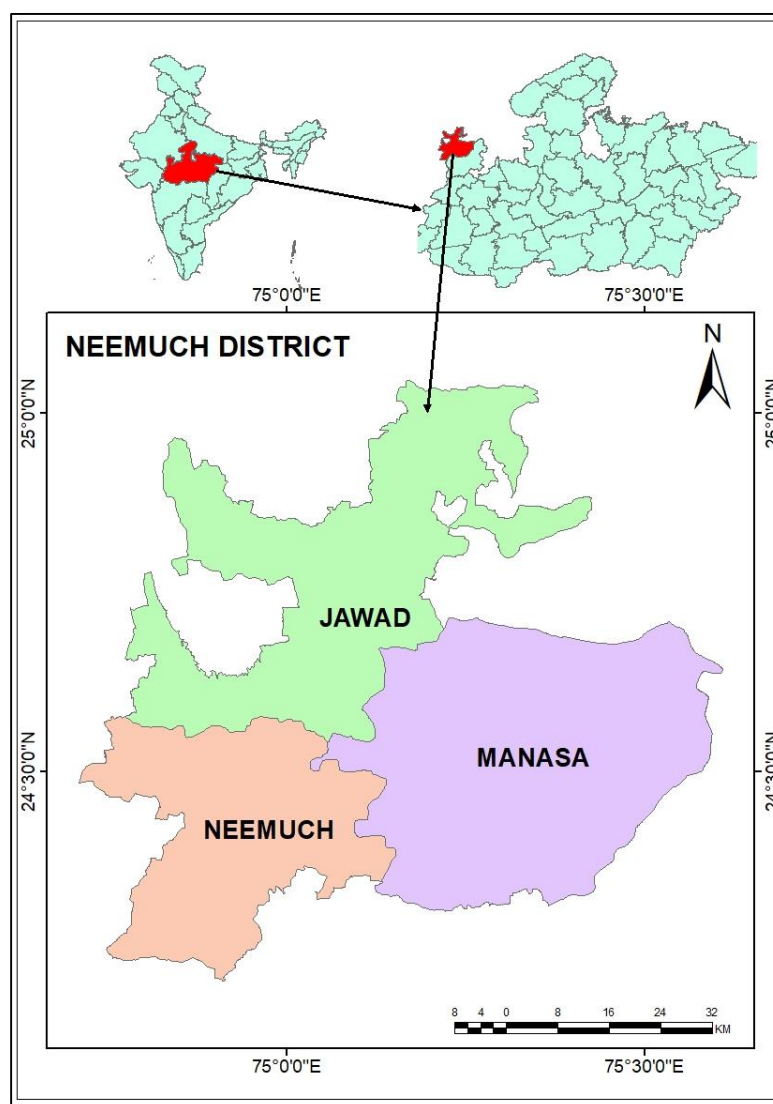 75°0'0"E 75°30'0"E
NEEMUCH DISTRICT
N
25°0'0"N 25°0'0"N
JAWAD
MANASA
24°30'0"N 24°30'0"N
NEEMUCH
8 4 0 8 16 24 32
KM
75°0'0"E 75°30'0"E